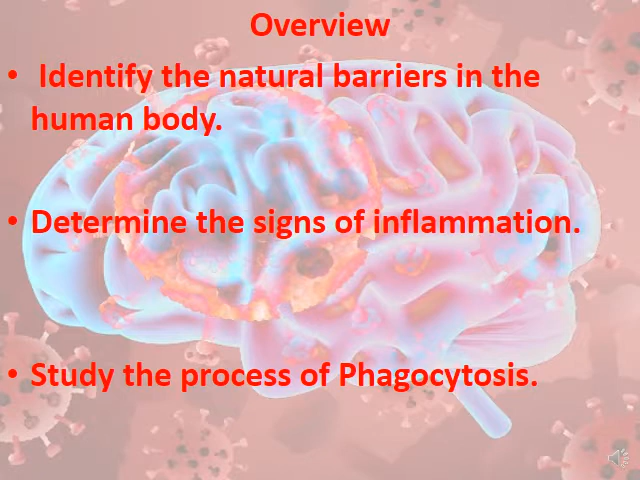 Overview
• Identify the natural barriers in the
human body.
• Determine the signs of inflammation.
• Study the process of Phagocytosis.